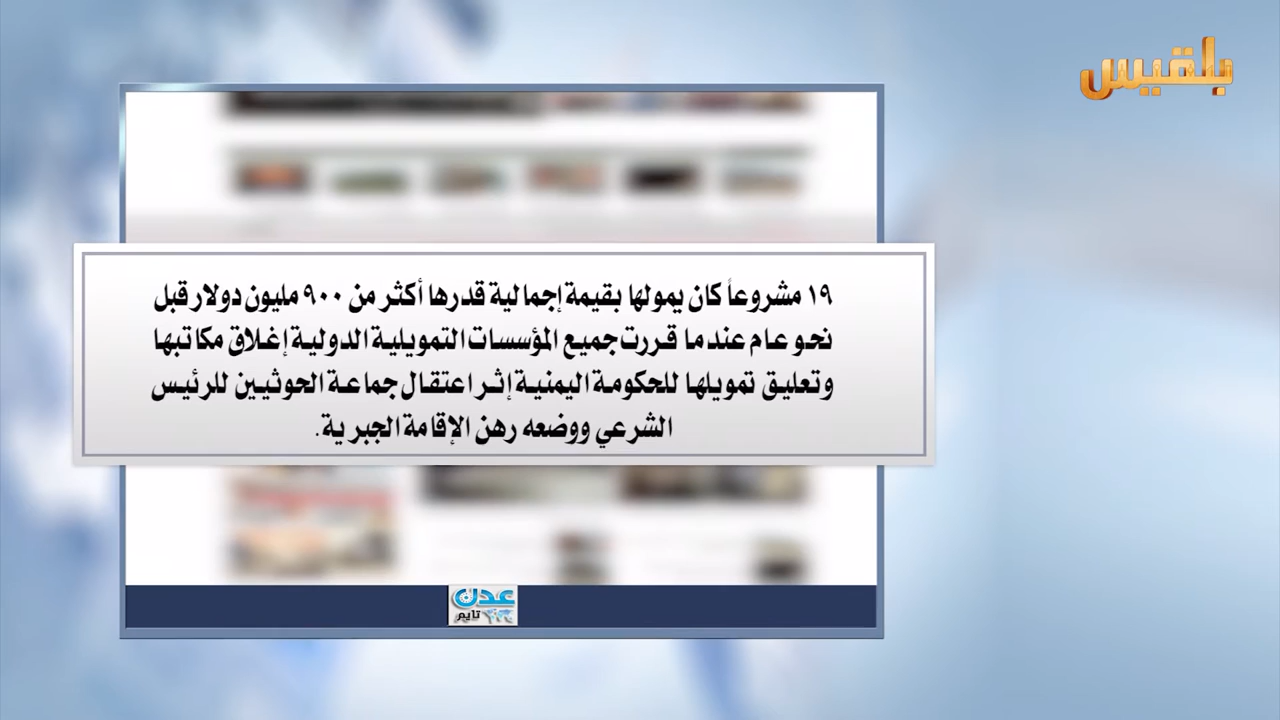 بلقيس
١٩ مشروعاً كان يمولها بقيمة إجمالية قدرها أكثر من ٩٠٠ مليون دولار قبل
نحو عام عندما قررت جميع المؤسسات التمويلية الدولية إغلاق مكاتبها
وتعليق تمويلها للحكومة اليمنية إثر اعتقال جماعة الحوثيين للرئيس
الشرعي ووضعه رهن الإقامة الجبرية.
عدن
تايم